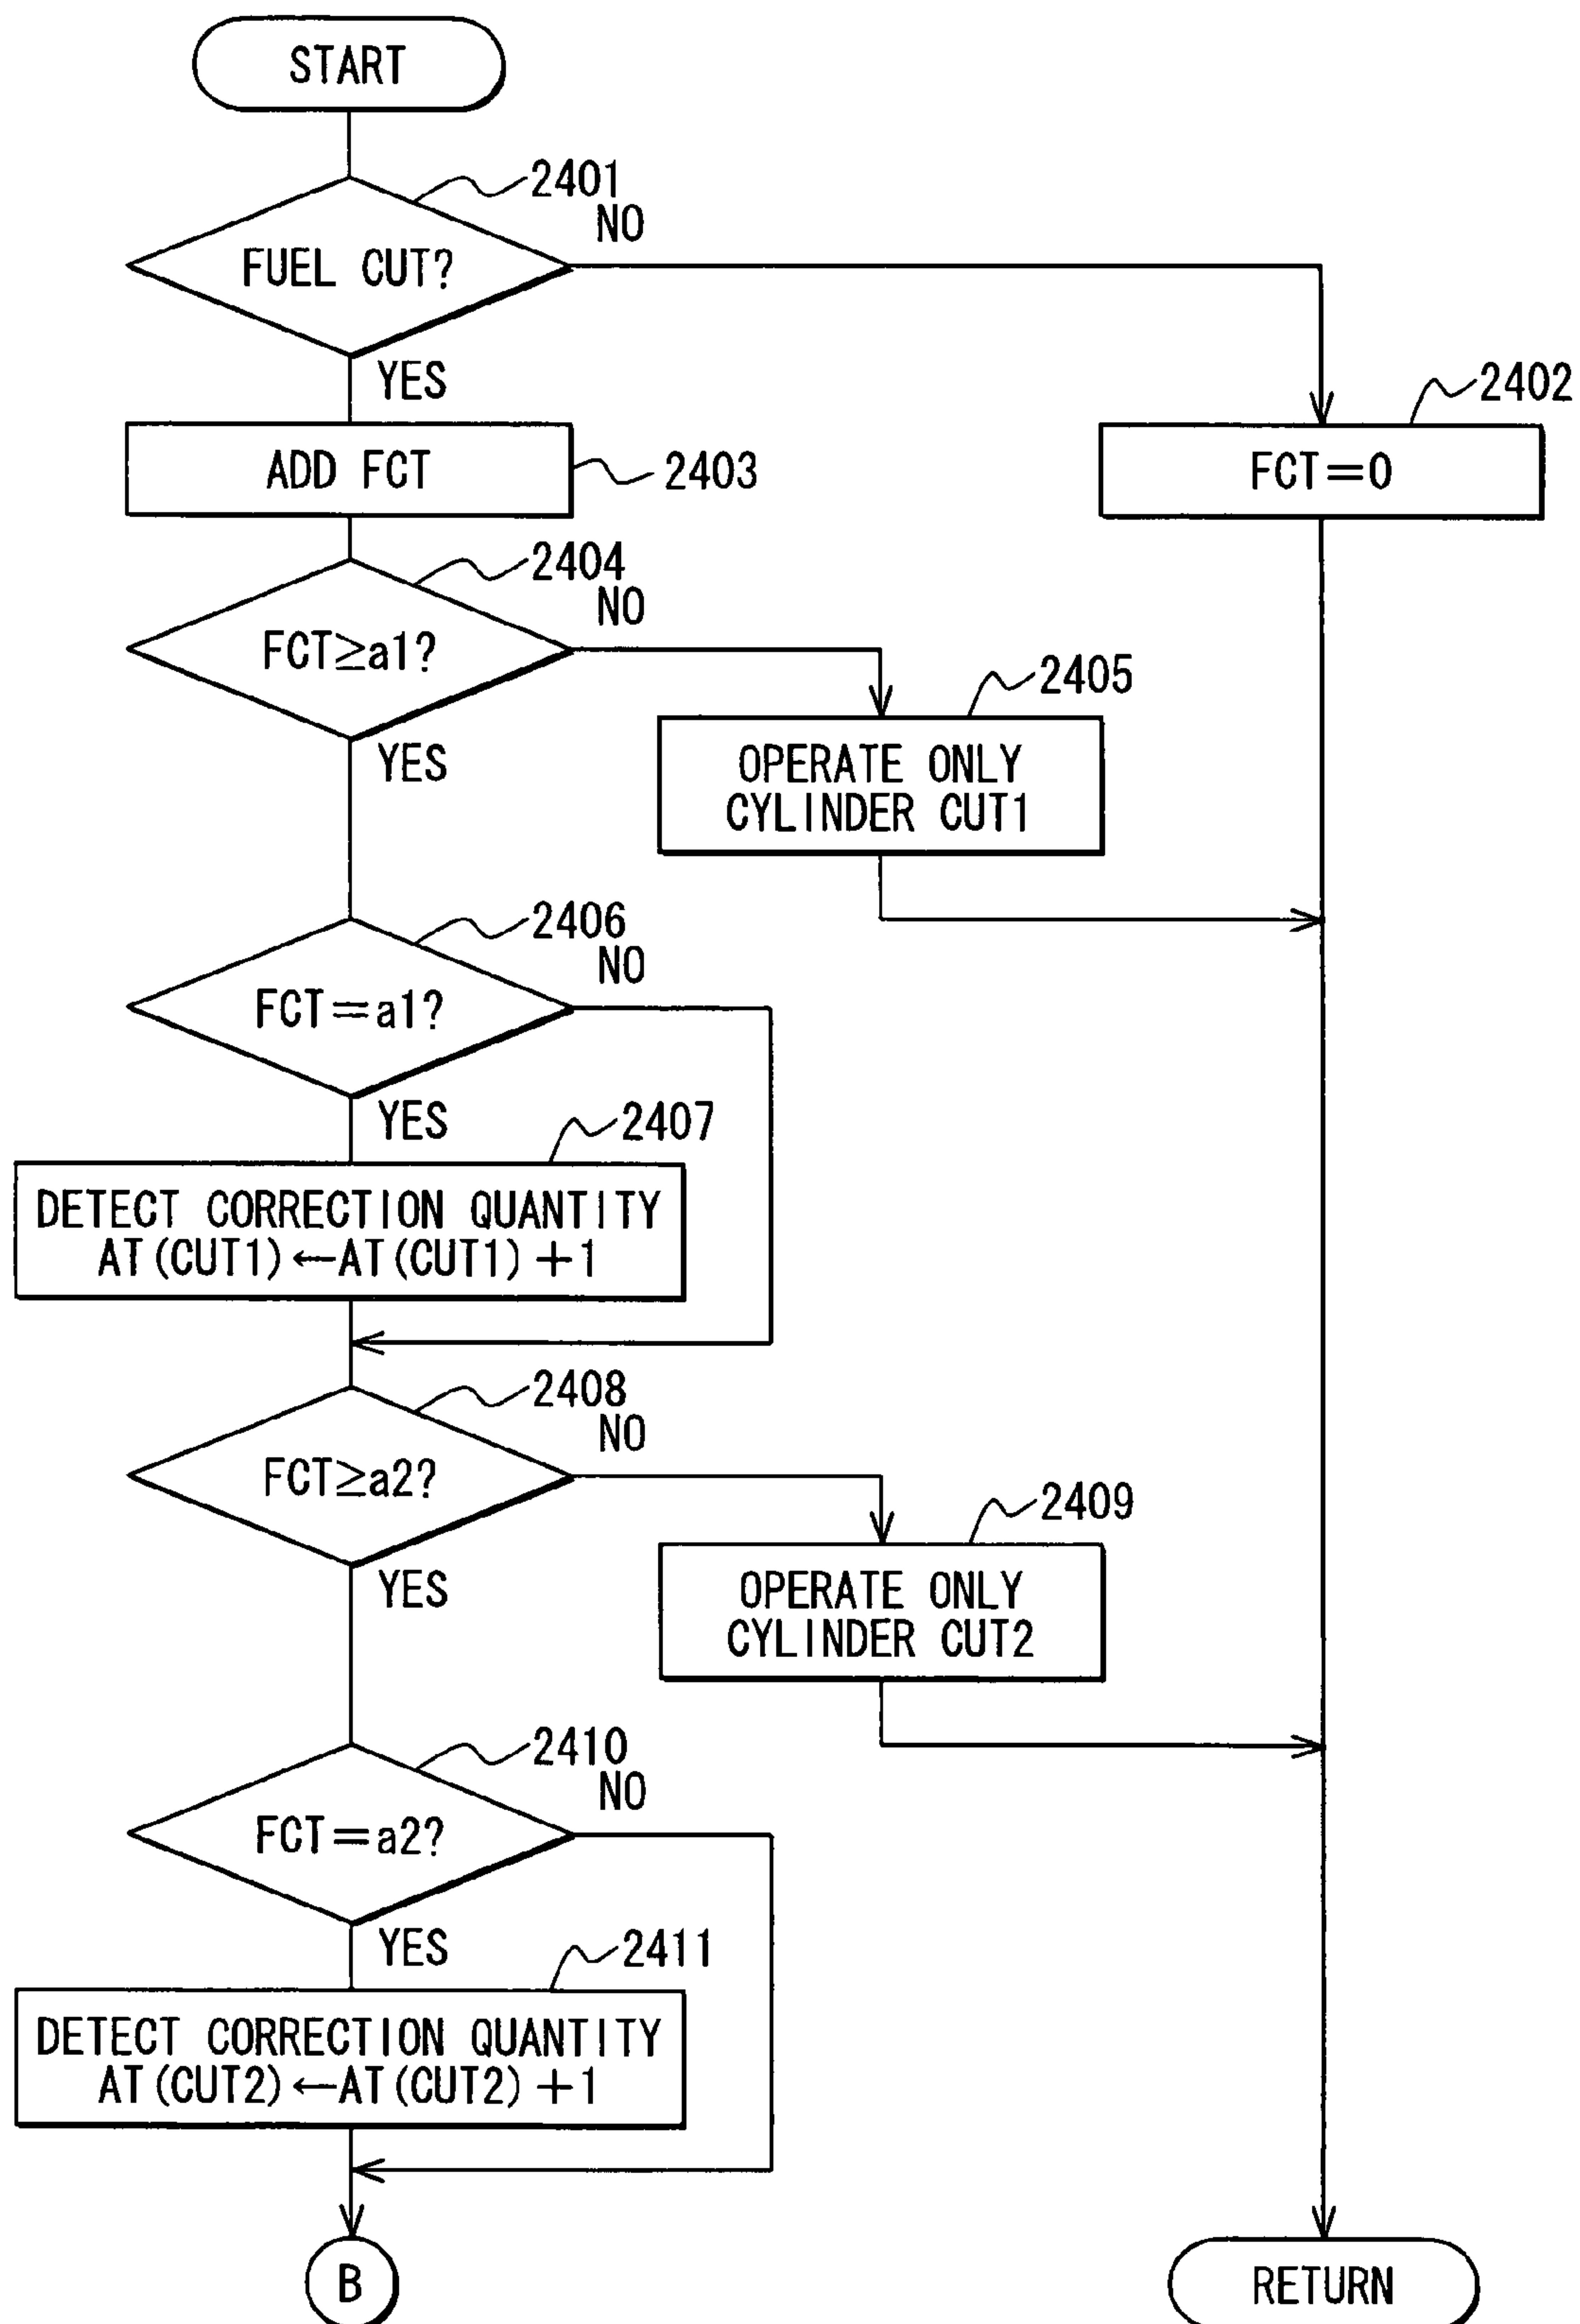 START
2401
NO
FUEL CUT?
YES
2402
ADD FCT
2403
FCT=0
2404
NO
FCT≧a1?
2405
YES
OPERATE ONLY
CYLINDER CUT1
2406
NO
FCT=a1?
YES
2407
DETECT CORRECTION QUANTITY
AT(CUT1)←AT(CUT1)+1
2408
NO
FCT≧a2?
2409
YES
OPERATE ONLY
CYLINDER CUT2
2410
NO
FCT=a2?
YES
2411
DETECT CORRECTION QUANTITY
AT(CUT2)←AT(CUT2)+1
B
RETURN